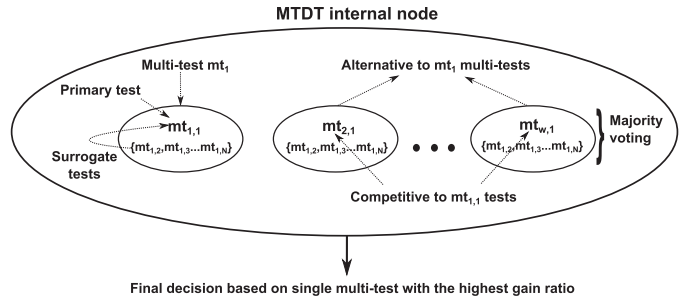 MTDT internal node
Multi-test mt1
Alternative to mt1 multi-tests
Primary test
mt1,1
mt2,1
mtw,1
Majority
voting
{mt1,2,mt1,3...mt1,N}
{mt1,2,mt1,3...mt1,N}
{mt1,2,mt1,3...mt1,N}
Surrogate
tests
Competitive to mt1,1 tests
Final decision based on single multi-test with the highest gain ratio